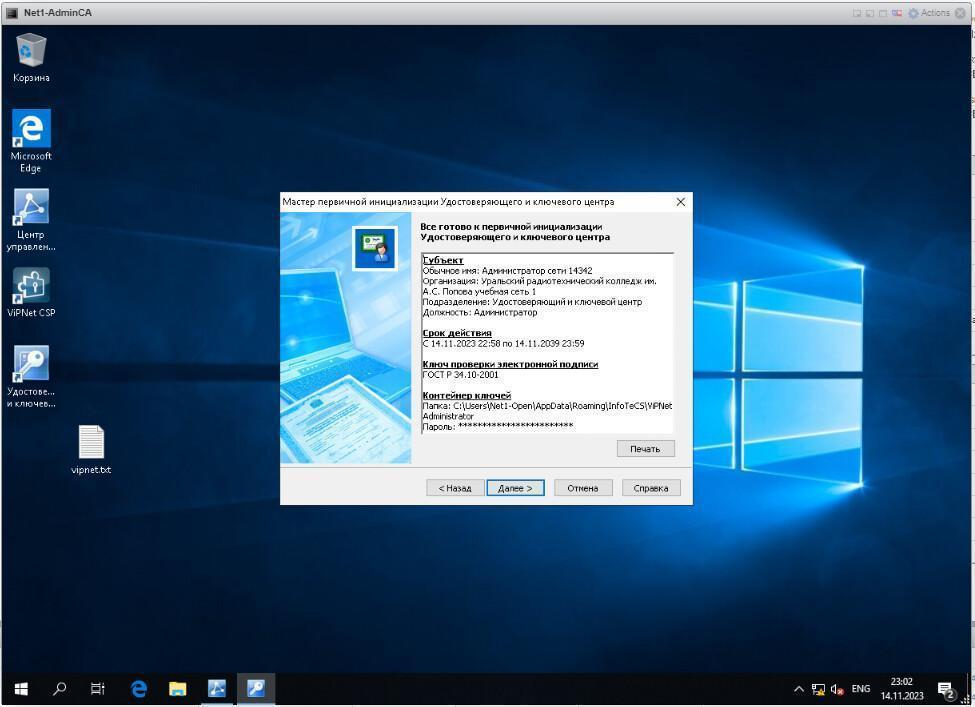 Net1-AdminCA
Actions
Корзина
Microsoft
Edge
Центр
управлен...
ViPNet CSP
Удостове...
и ключев...
vipnet.txt
Мастер первичной инициализации Удостоверяющего и ключевого центра
Все готово к первичной инициализации
Удостоверяющего и ключевого центра
Субъект
Обычное имя: Администратор сети 14342
Организация: Уральский радиотехнический колледж им.
А.С. Попова учебная сеть 1
Подразделение: Удостоверяющий и ключевой центр
Должность: Администратор
Срок действия
С 14.11.2023 22:58 по 14.11.2039 23:59
Ключ проверки электронной подписи
ГОСТ Р 34.10-2001
Контейнер ключей
Папка: C:\Users\Net1-Open\AppData\Roaming\InfoTeCS\ViPNet
Administrator
Пароль: ************************
Печать
< Назад
Далее >
Отмена
Справка
ENG
23:02
14.11.2023
2